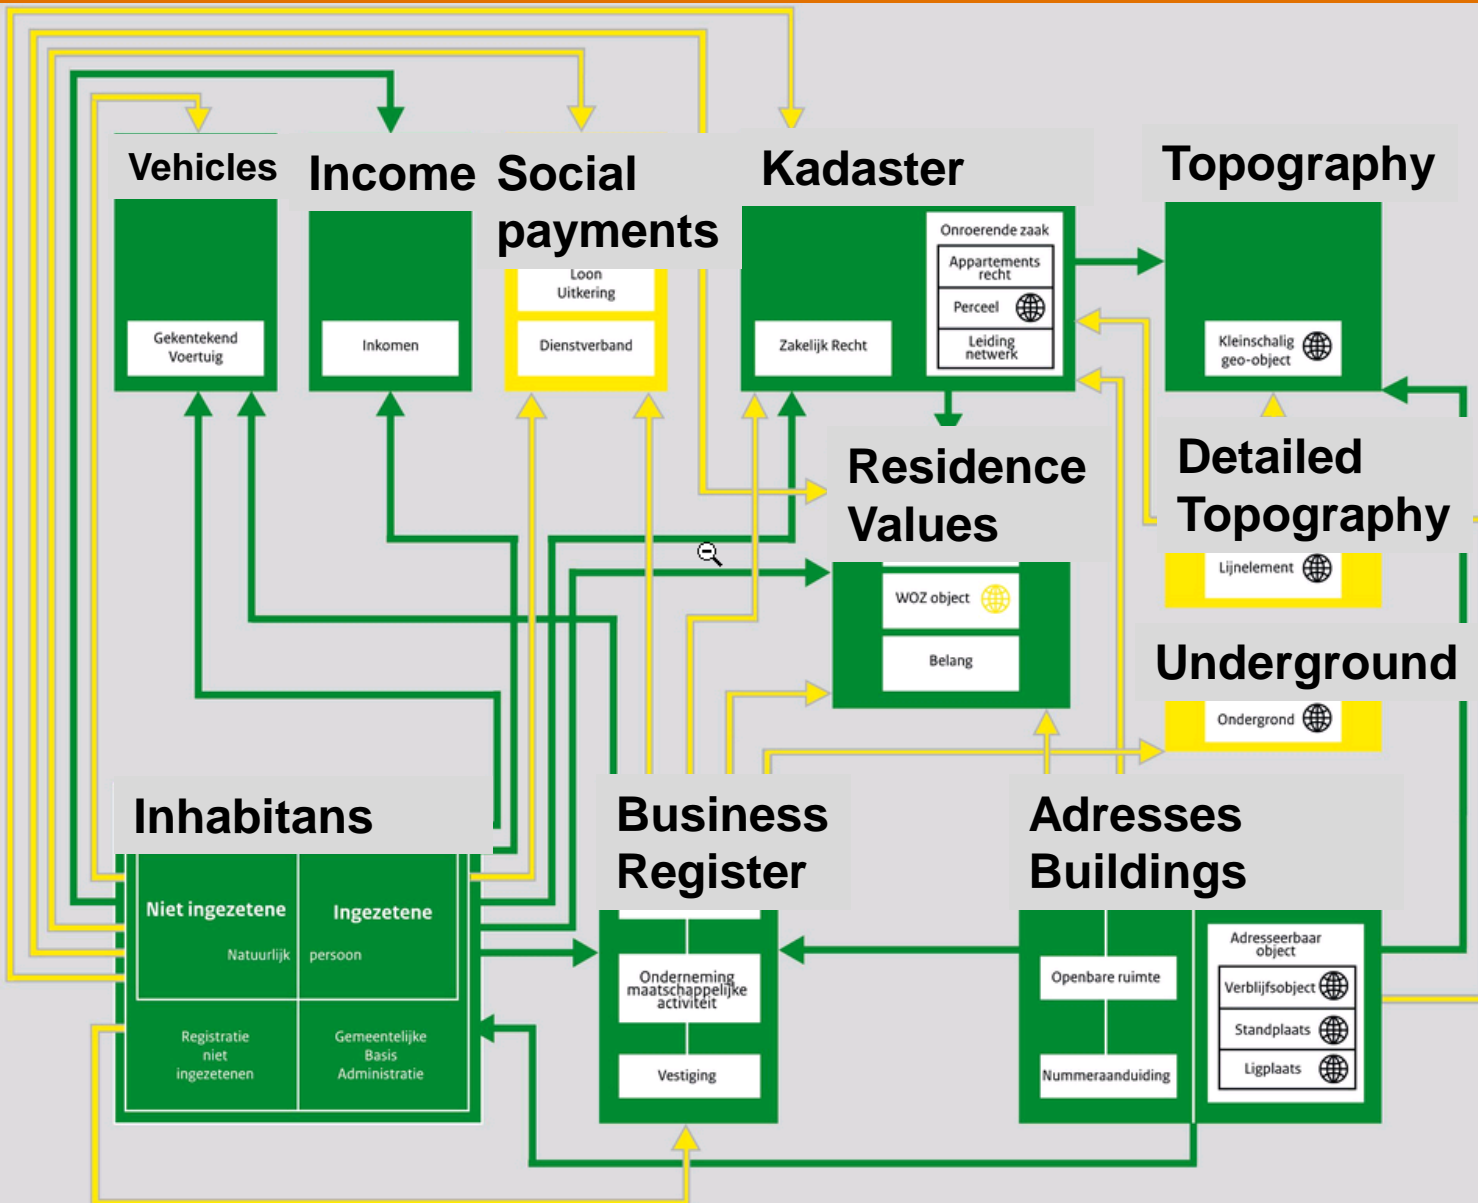 Vehicles
Income
Social
payments
Kadaster
Topography
Onroerende zaak
Appartements
recht
Perceel
Leiding
netwerk
Zakelijk Recht
Loon
Uitkering
Dienstverband
Gekentekend
Voertuig
Inkomen
Kleinschalig
geo-object
Residence
Values
WOZ object
Belang
Detailed
Topography
Lijnelement
Underground
Ondergrond
Inhabitans
Niet ingezetene
Ingezetene
Natuurlijk
persoon
Registratie
niet
ingezetenen
Gemeentelijke
Basis
Administratie
Business
Register
Onderneming
maatschappelijke
activiteit
Vestiging
Adresses
Buildings
Openbare ruimte
Nummeraanduiding
Adresseerbaar
object
Verblijfsobject
Standplaats
Ligplaats